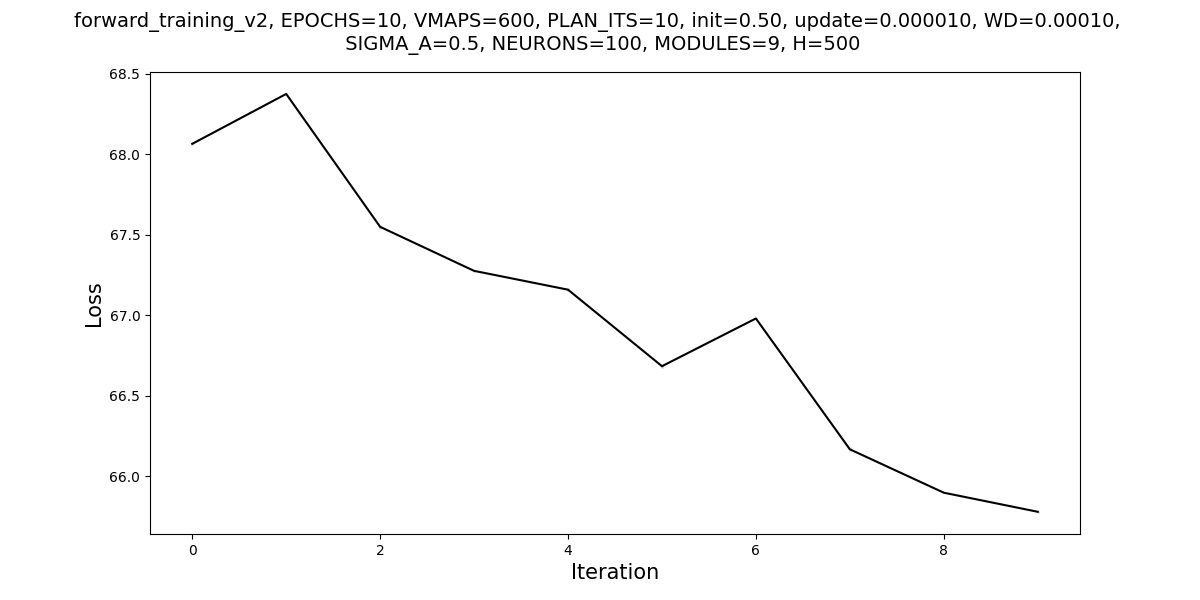 forward_training_v2, EPOCHS=10, VMAPS=600, PLAN_ITS=10, init=0.50, update=0.000010, WD=0.00010,
SIGMA_A=0.5, NEURONS=100, MODULES=9, H=500
68.5
68.0
67.5
67.0
66.5
66.0
Loss
0 2 4 6 8
Iteration